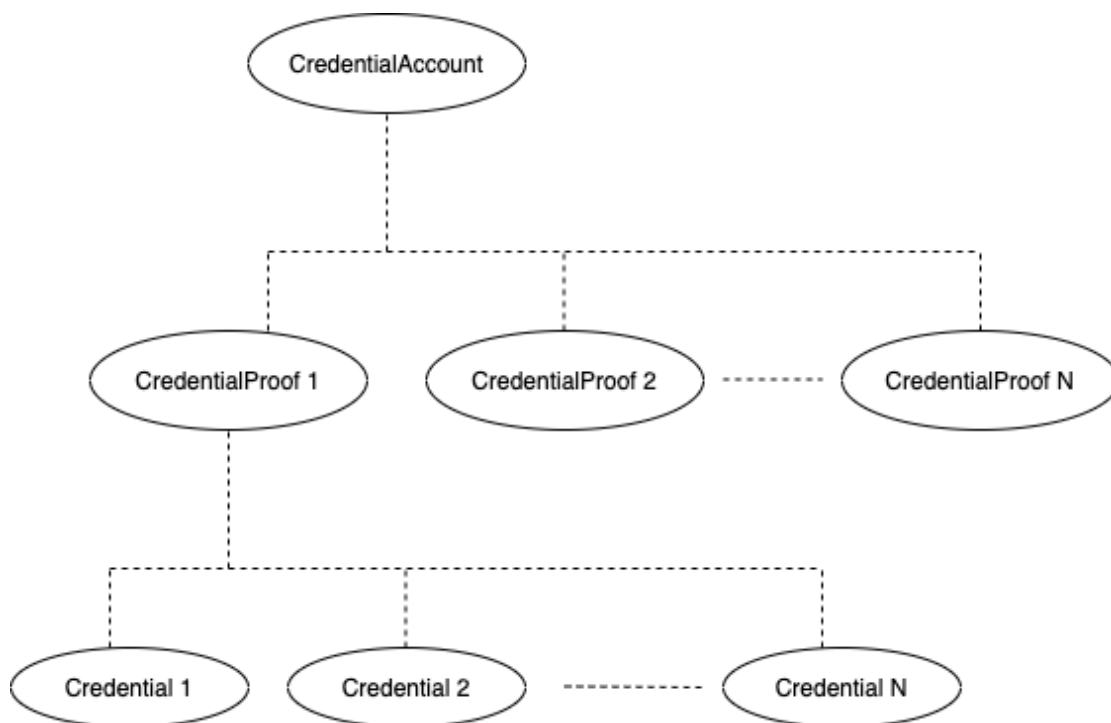 CredentialAccount
CredentialProof 1
CredentialProof 2
CredentialProof N
Credential 1
Credential 2
Credential N